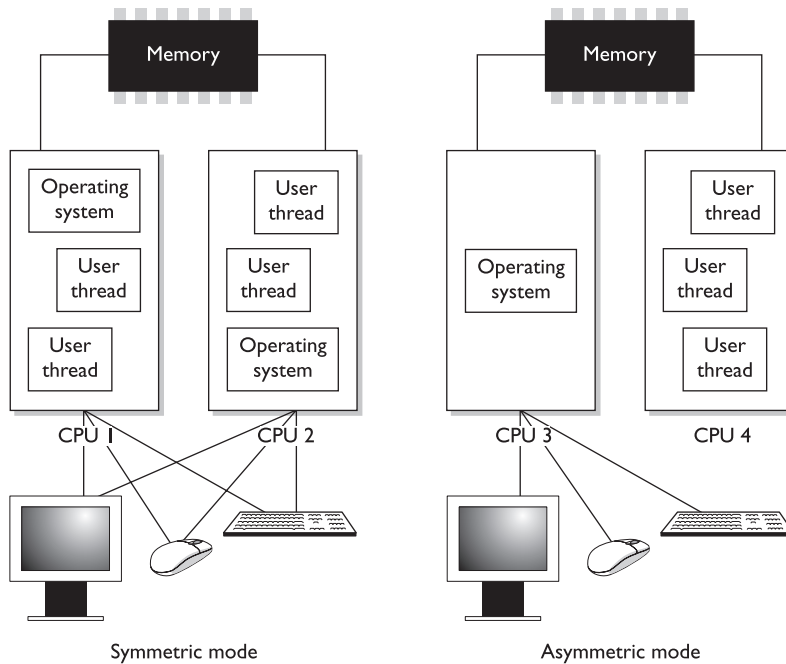 Memory
Operating
system
User
thread
User
thread
User
thread
User
thread
Operating
system
CPU 1
CPU 2
Symmetric mode
Memory
Operating
system
User
thread
User
thread
User
thread
CPU 3
CPU 4
Asymmetric mode